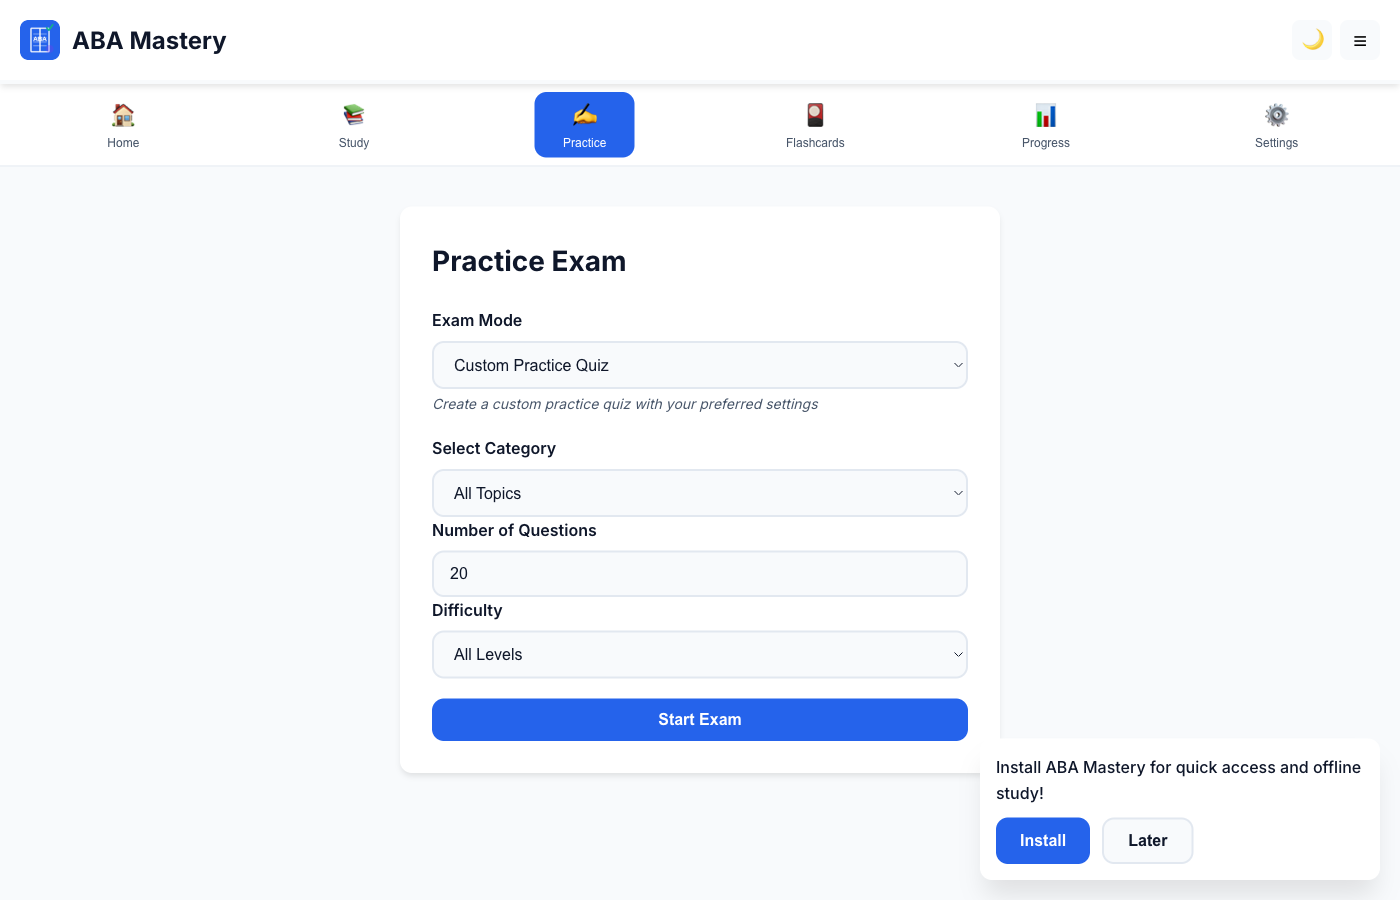 ABA
ABA Mastery
Home
Study
Practice
Flashcards
Progress
Settings
Practice Exam
Exam Mode
Custom Practice Quiz
Create a custom practice quiz with your preferred settings
Select Category
All Topics
Number of Questions
20
Difficulty
All Levels
Start Exam
Install ABA Mastery for quick access and offline
study!
Install
Later